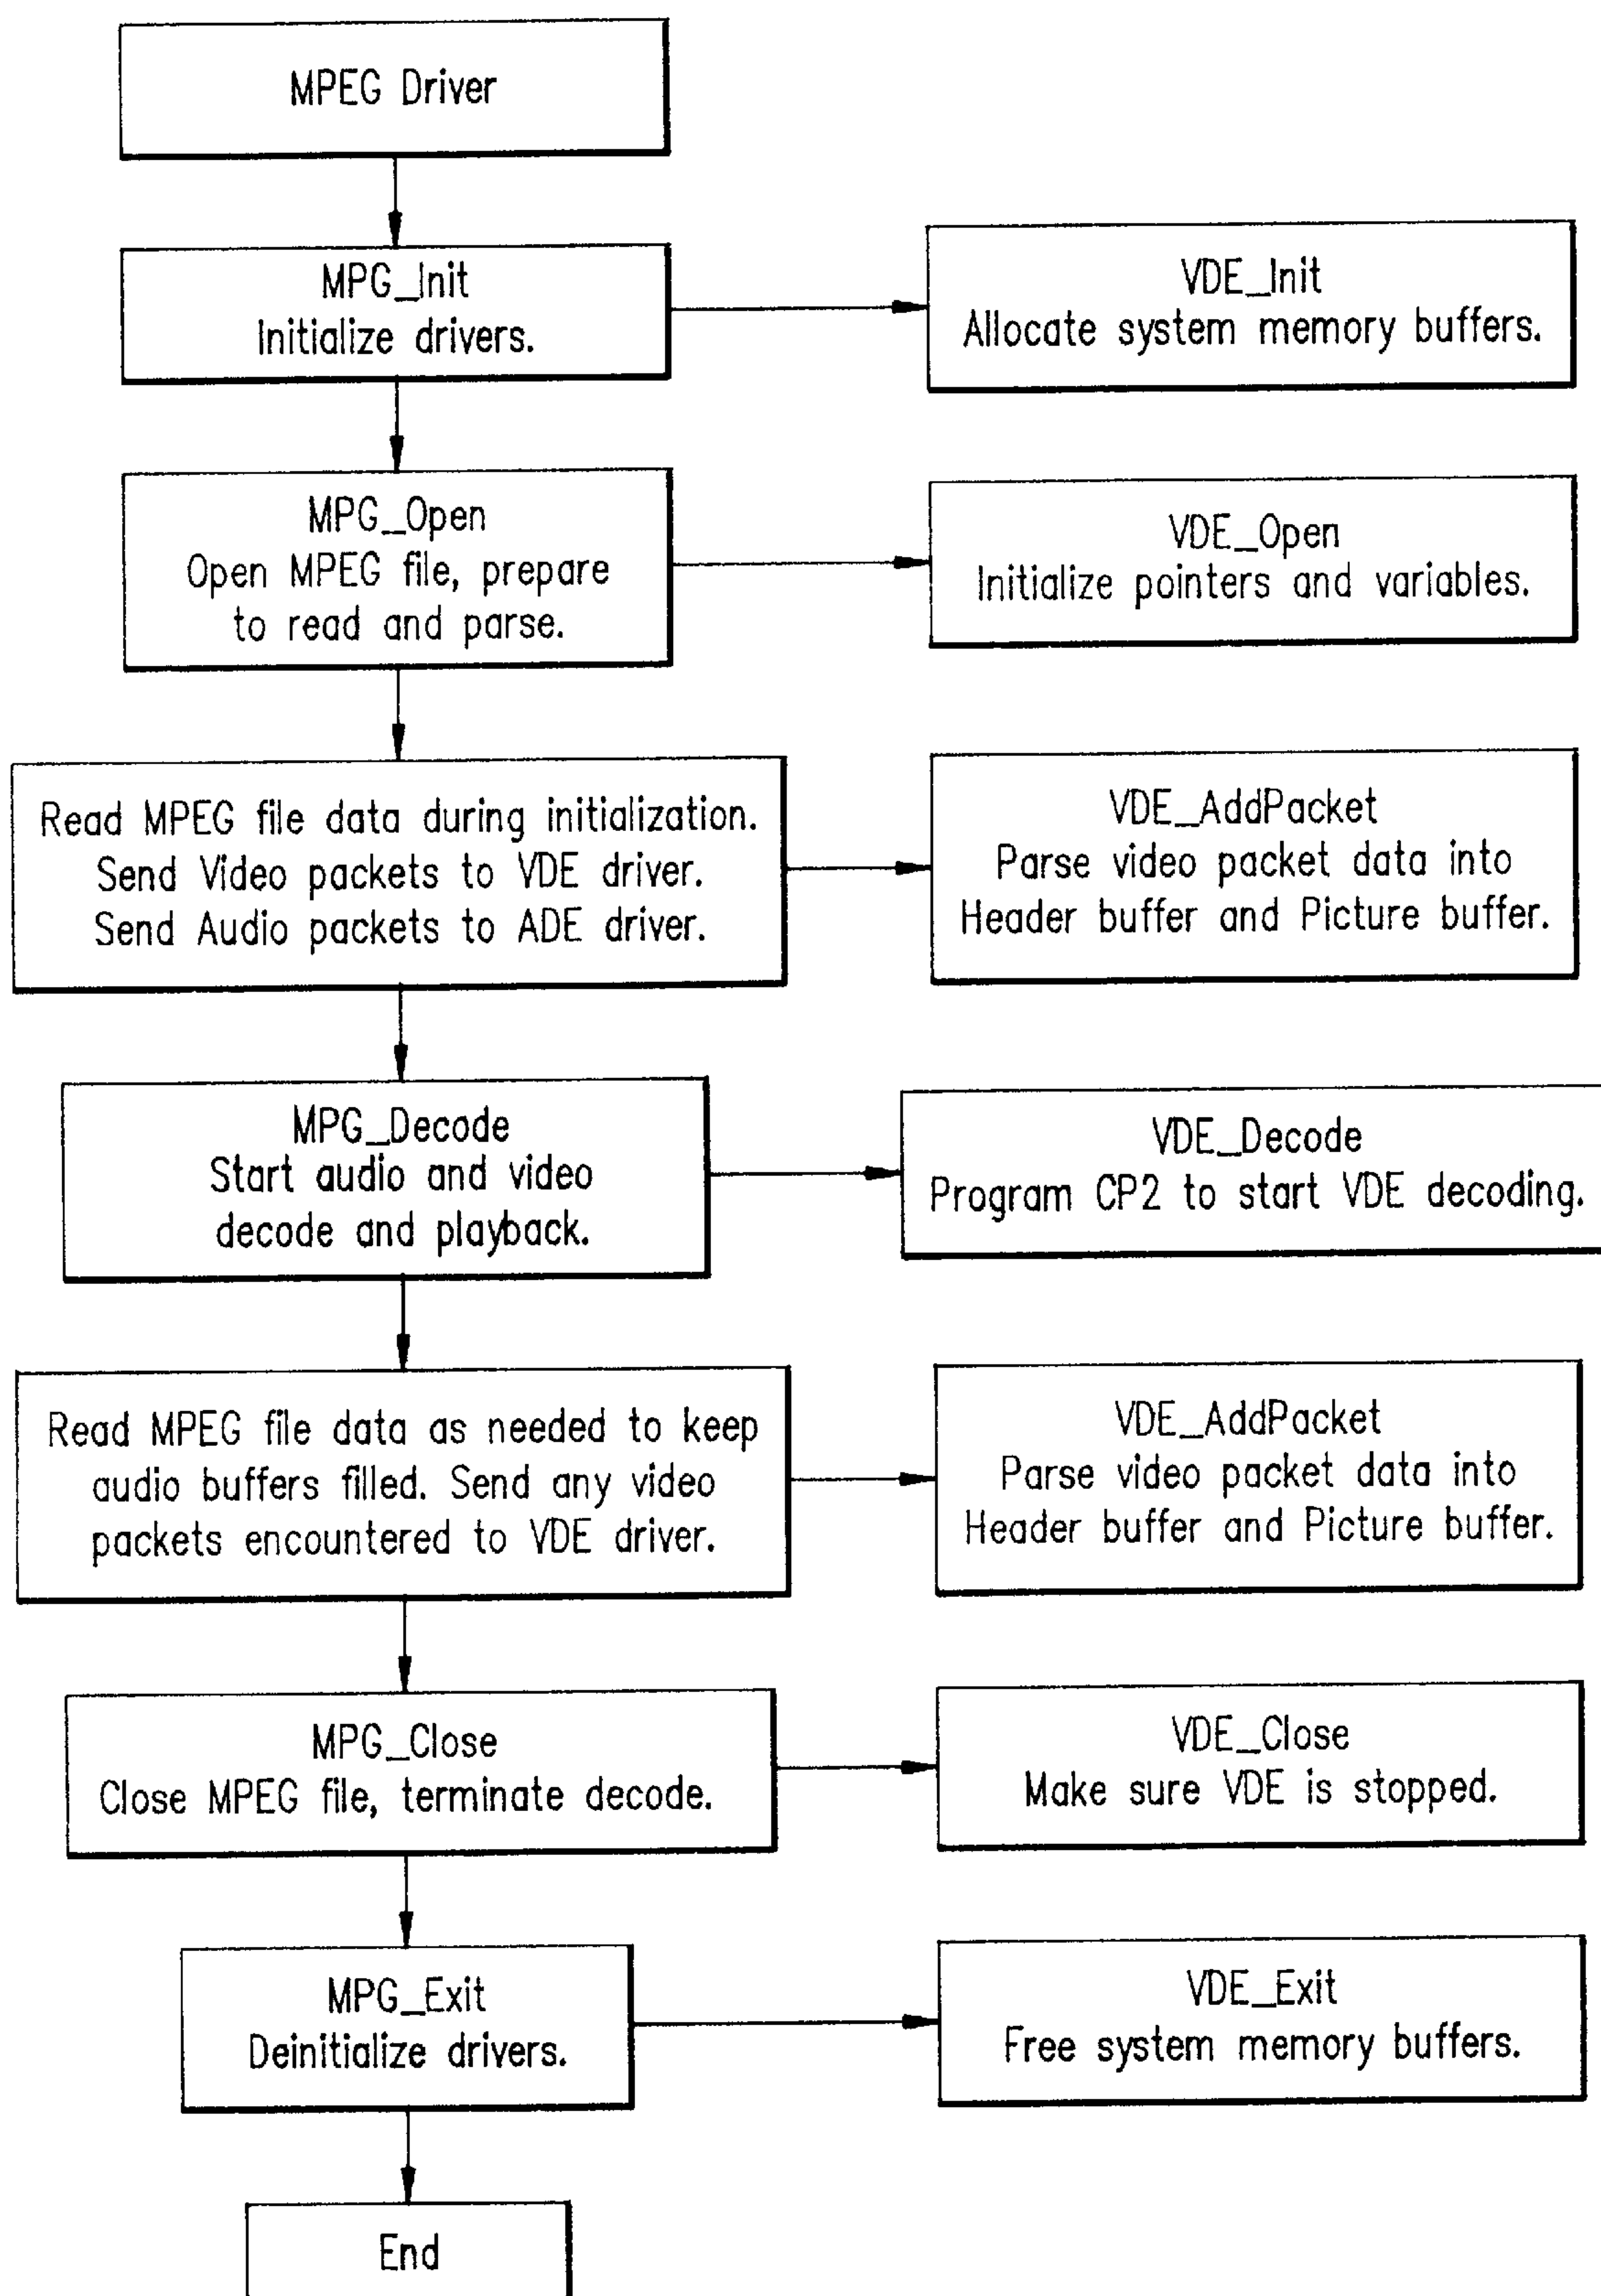 MPEG Driver
MPG_Init
Initialize drivers.
VDE_Init
Allocate system memory buffers.
MPG_Open
Open MPEG file, prepare
to read and parse.
VDE_Open
Initialize pointers and variables.
Read MPEG file data during initialization.
Send Video packets to VDE driver.
Send Audio packets to ADE driver.
VDE_AddPacket
Parse video packet data into
Header buffer and Picture buffer.
MPG_Decode
Start audio and video
decode and playback.
VDE_Decode
Program CP2 to start VDE decoding.
Read MPEG file data as needed to keep
audio buffers filled. Send any video
packets encountered to VDE driver.
VDE_AddPacket
Parse video packet data into
Header buffer and Picture buffer.
MPG_Close
Close MPEG file, terminate decode.
VDE_Close
Make sure VDE is stopped.
MPG_Exit
Deinitialize drivers.
VDE_Exit
Free system memory buffers.
End